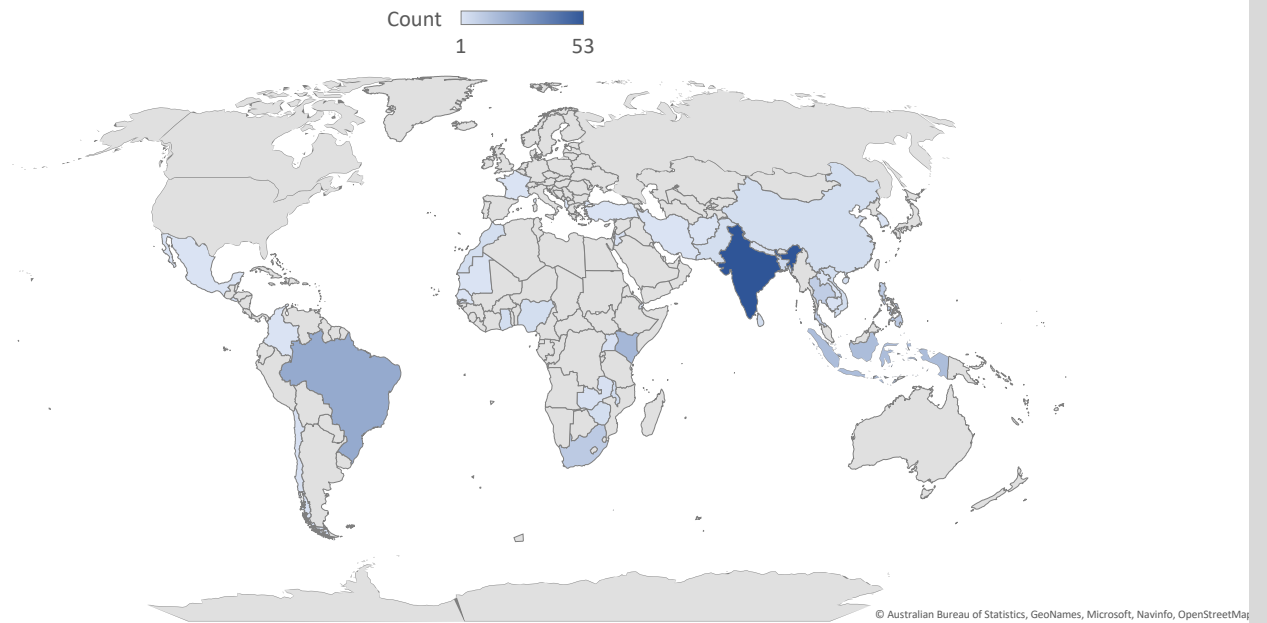 Count
1 53
© Australian Bureau of Statistics, GeoNames, Microsoft, Navinfo, OpenStreetMap